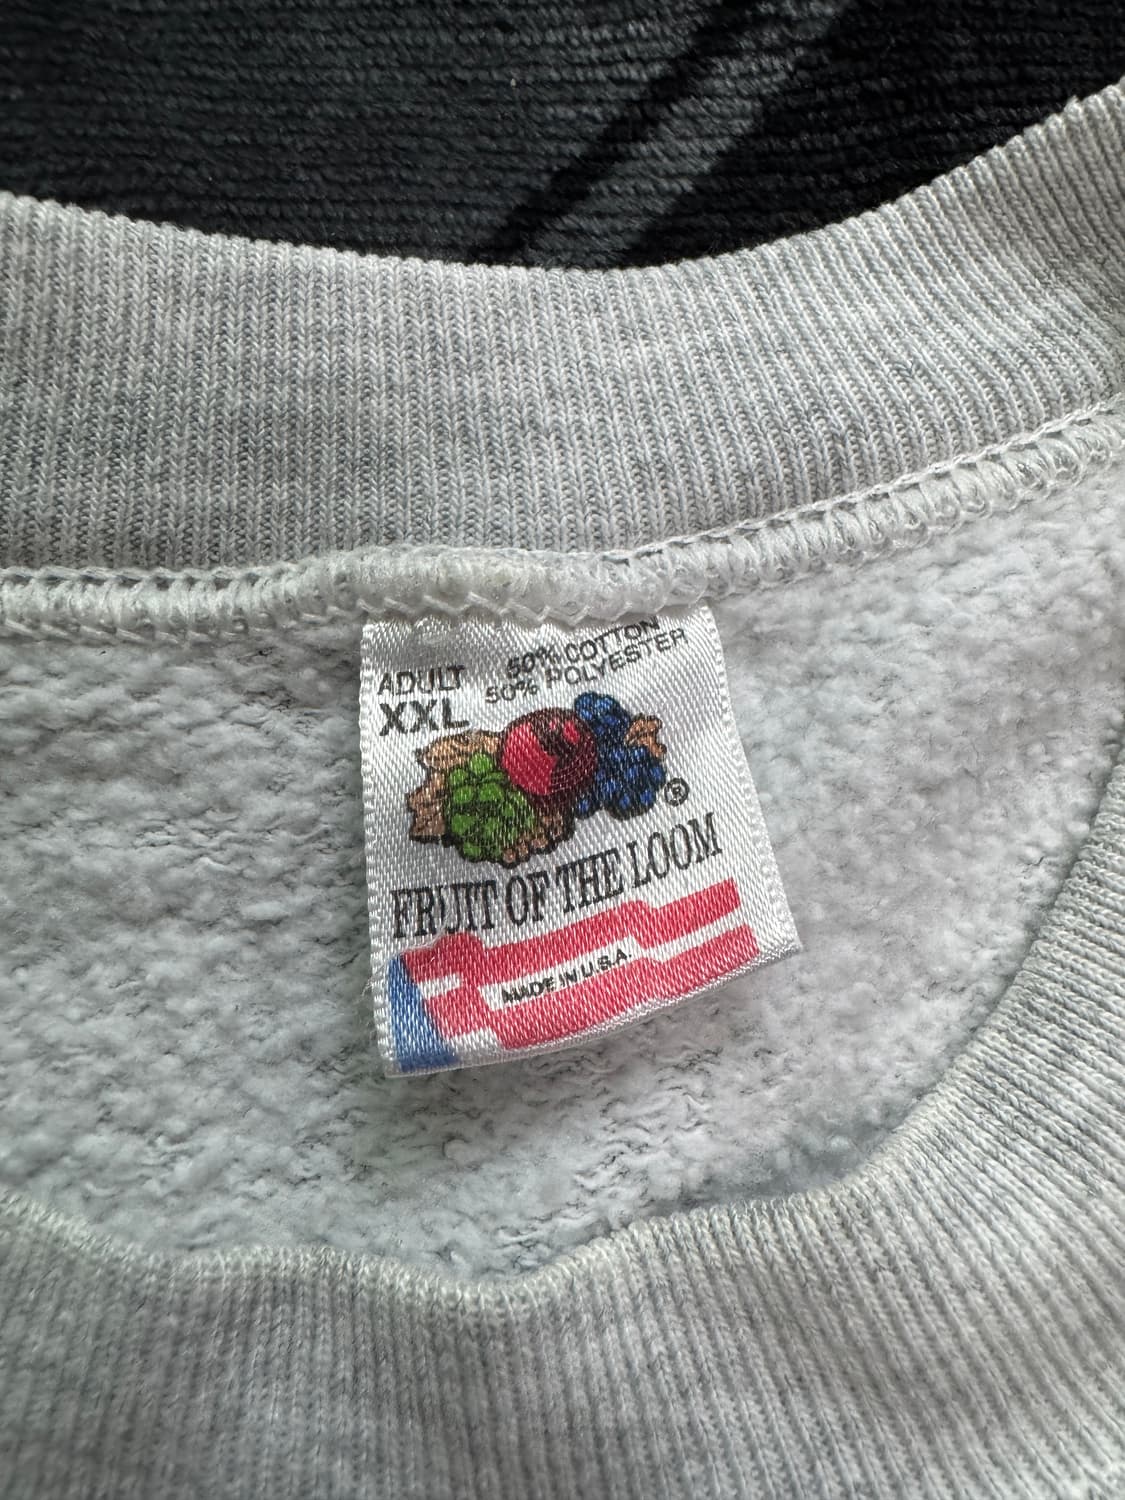 ADULT
XXL
50% COTTON
50% POLYESTER
®
FRUIT OF THE LOOM
MADE IN U.S.A.